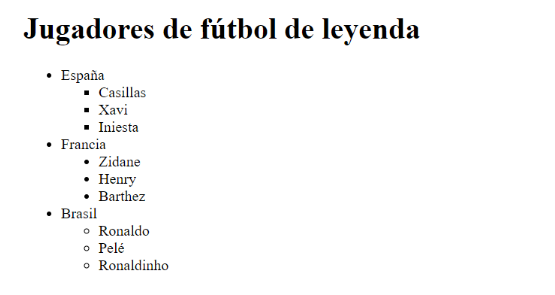 Jugadores de fútbol de leyenda
España
Casillas
Xavi
Iniesta
Francia
Zidane
Henry
Barthez
Brasil
Ronaldo
Pelé
Ronaldinho